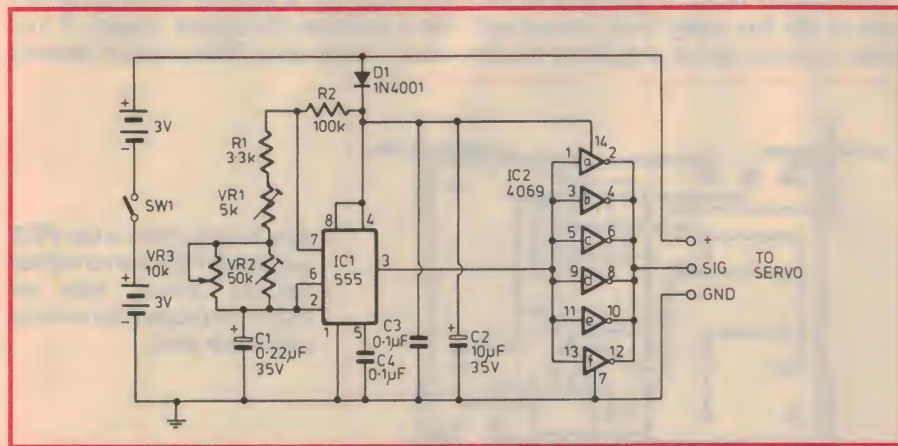 D1
1N4001
R2
100k
R1
3·3k
VR1
5k
VR2
50k
VR3
10k
+
3V
−
SW1
+
3V
−
8
4
7
6
2
3
1
5
IC1
555
+
C1
0·22µF
35V
C4
0·1µF
C3
0·1µF
+
C2
10µF
35V
IC2
4069
14
1
a
2
3
b
4
5
c
6
9
d
8
11
e
10
13
f
12
7
+
SIG
GND
TO
SERVO